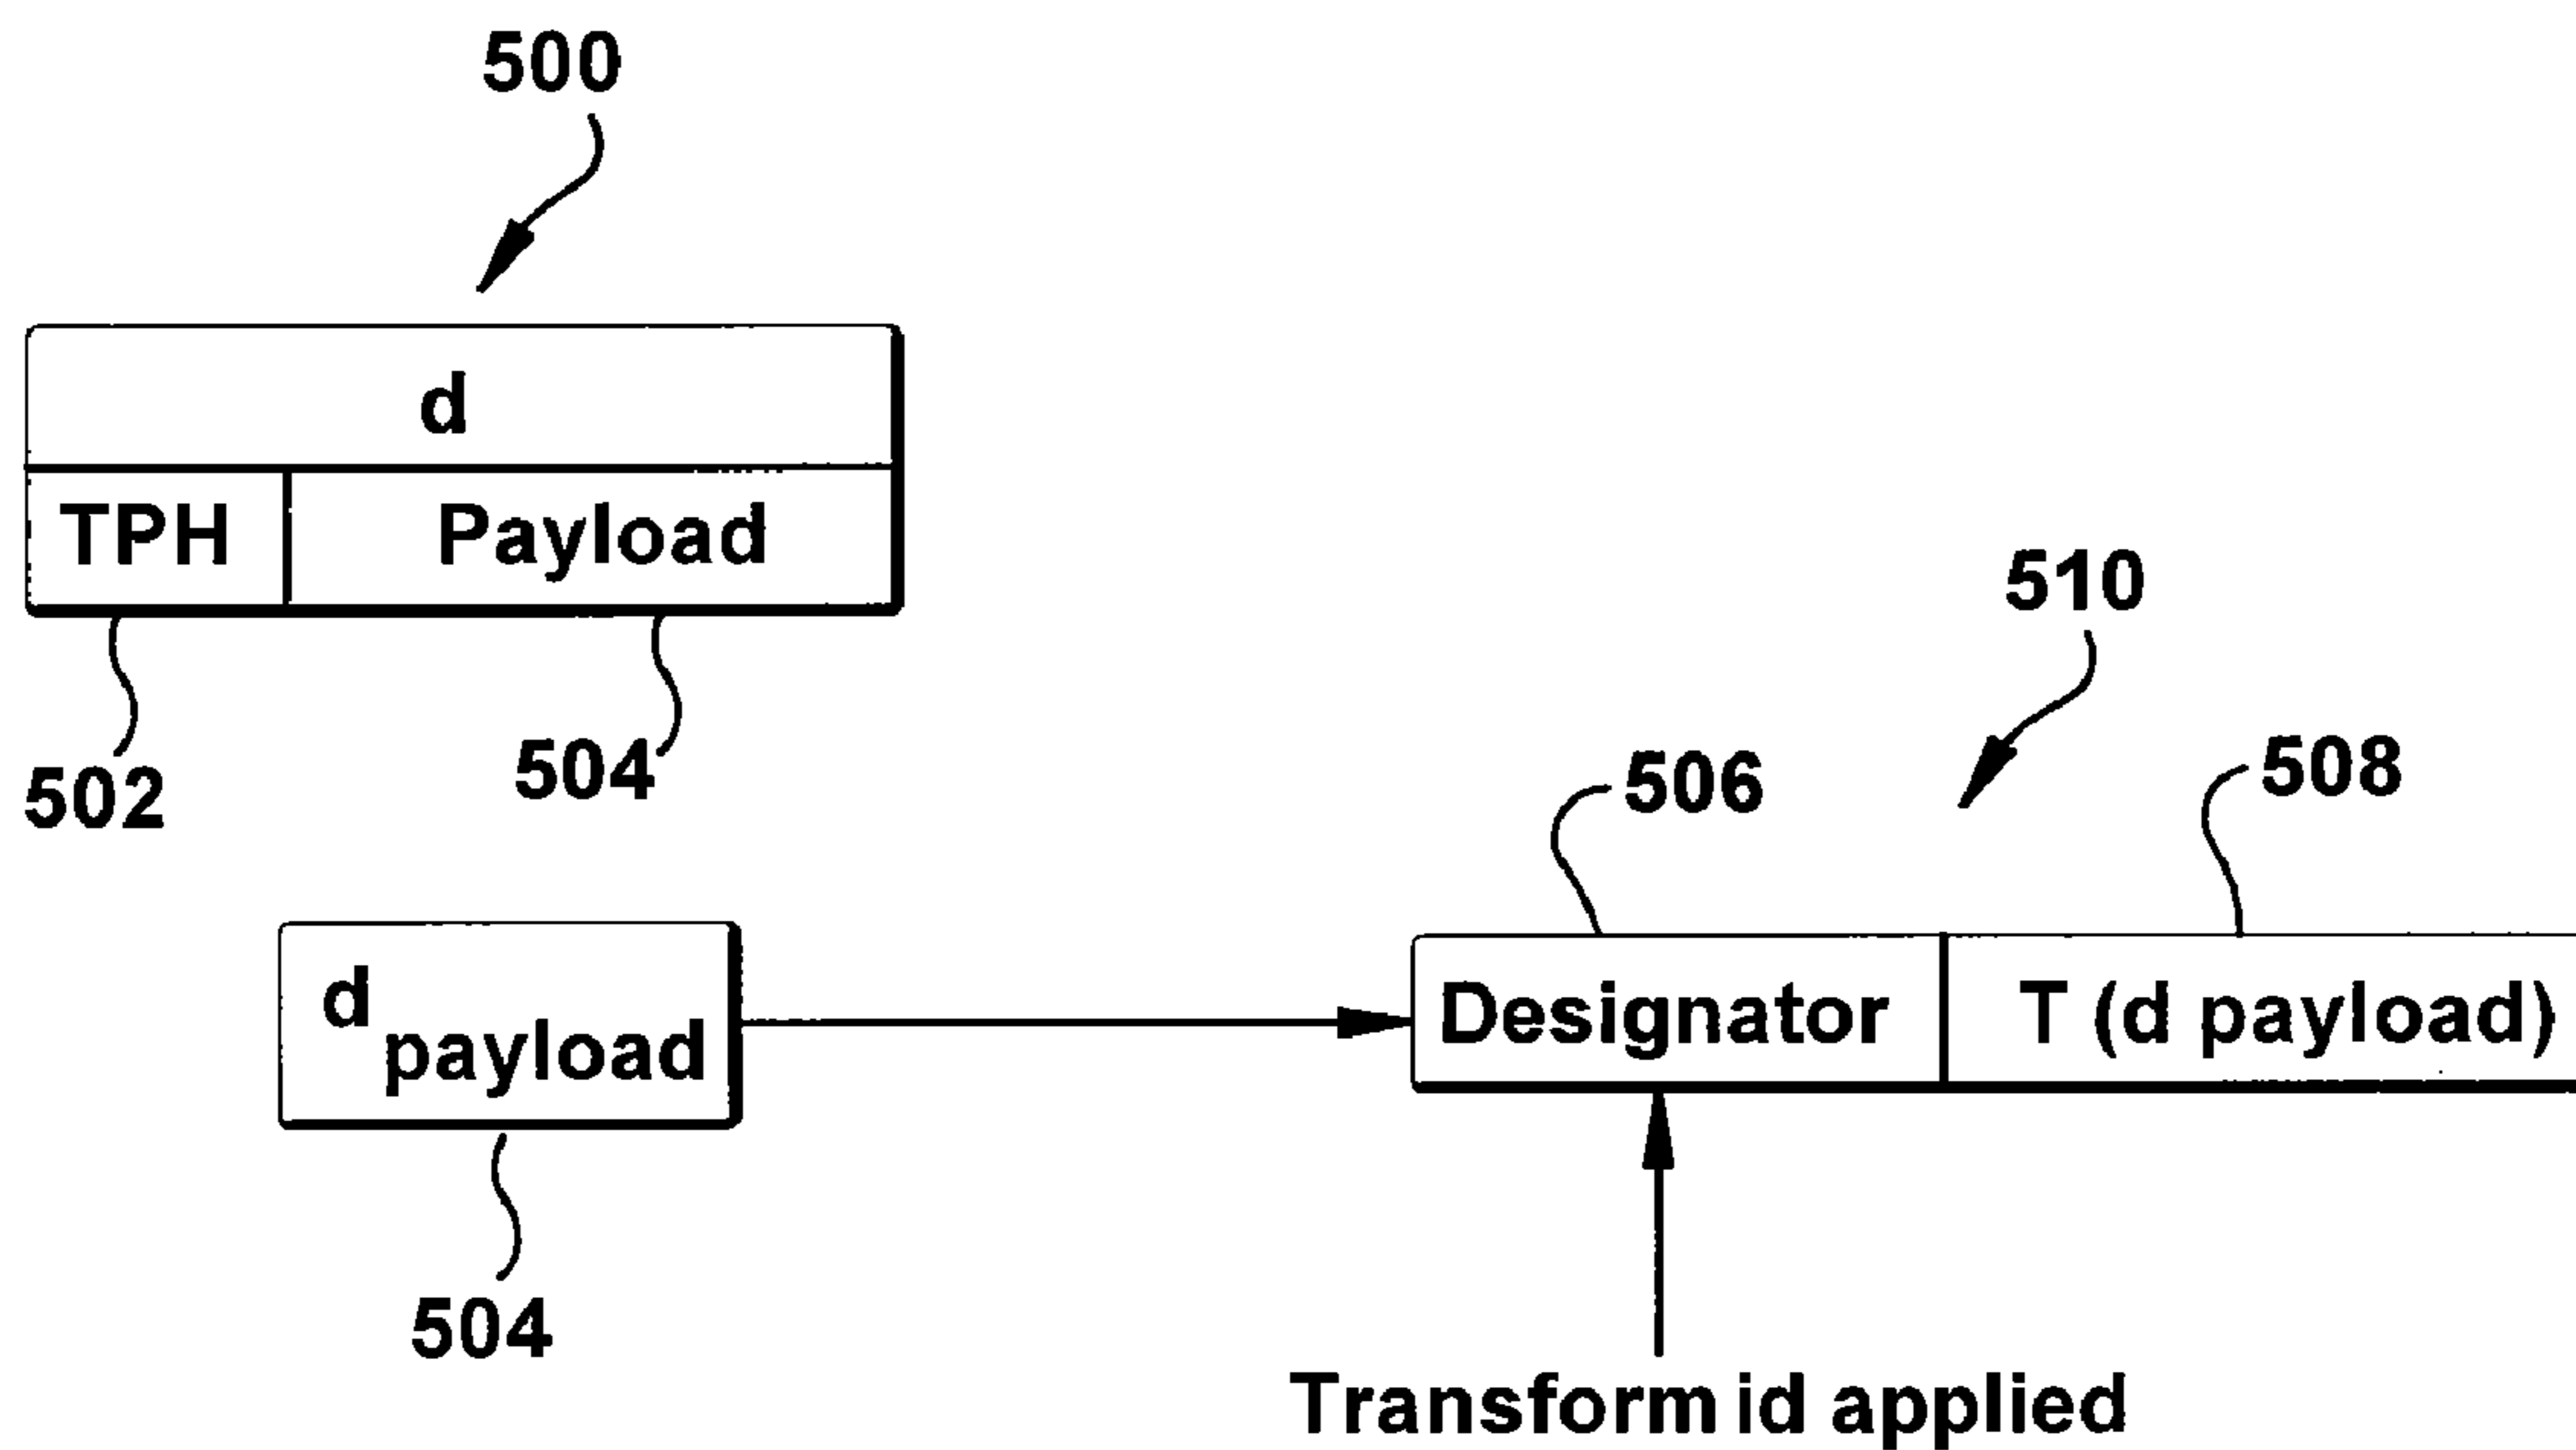 500
d
TPH Payload
510
502
504
506
508
d payload
Designator T (d payload)
504
Transform id applied